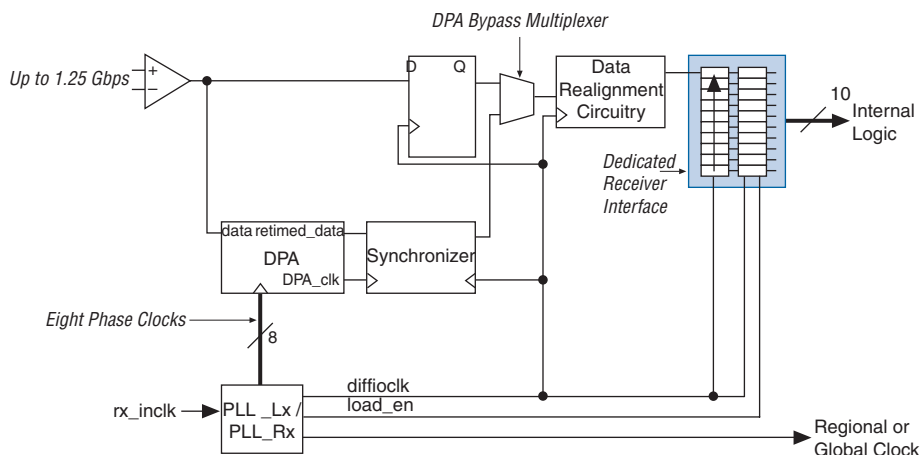 DPA Bypass Multiplexer
Up to 1.25 Gbps
+
–
D
Q
Data
Realignment
Circuitry
10
Internal
Logic
Dedicated
Receiver
Interface
data retimed_data
DPA
DPA_clk
Synchronizer
Eight Phase Clocks
8
diffioclk
load_en
rx_inclk
PLL _Lx /
PLL_Rx
Regional or
Global Clock